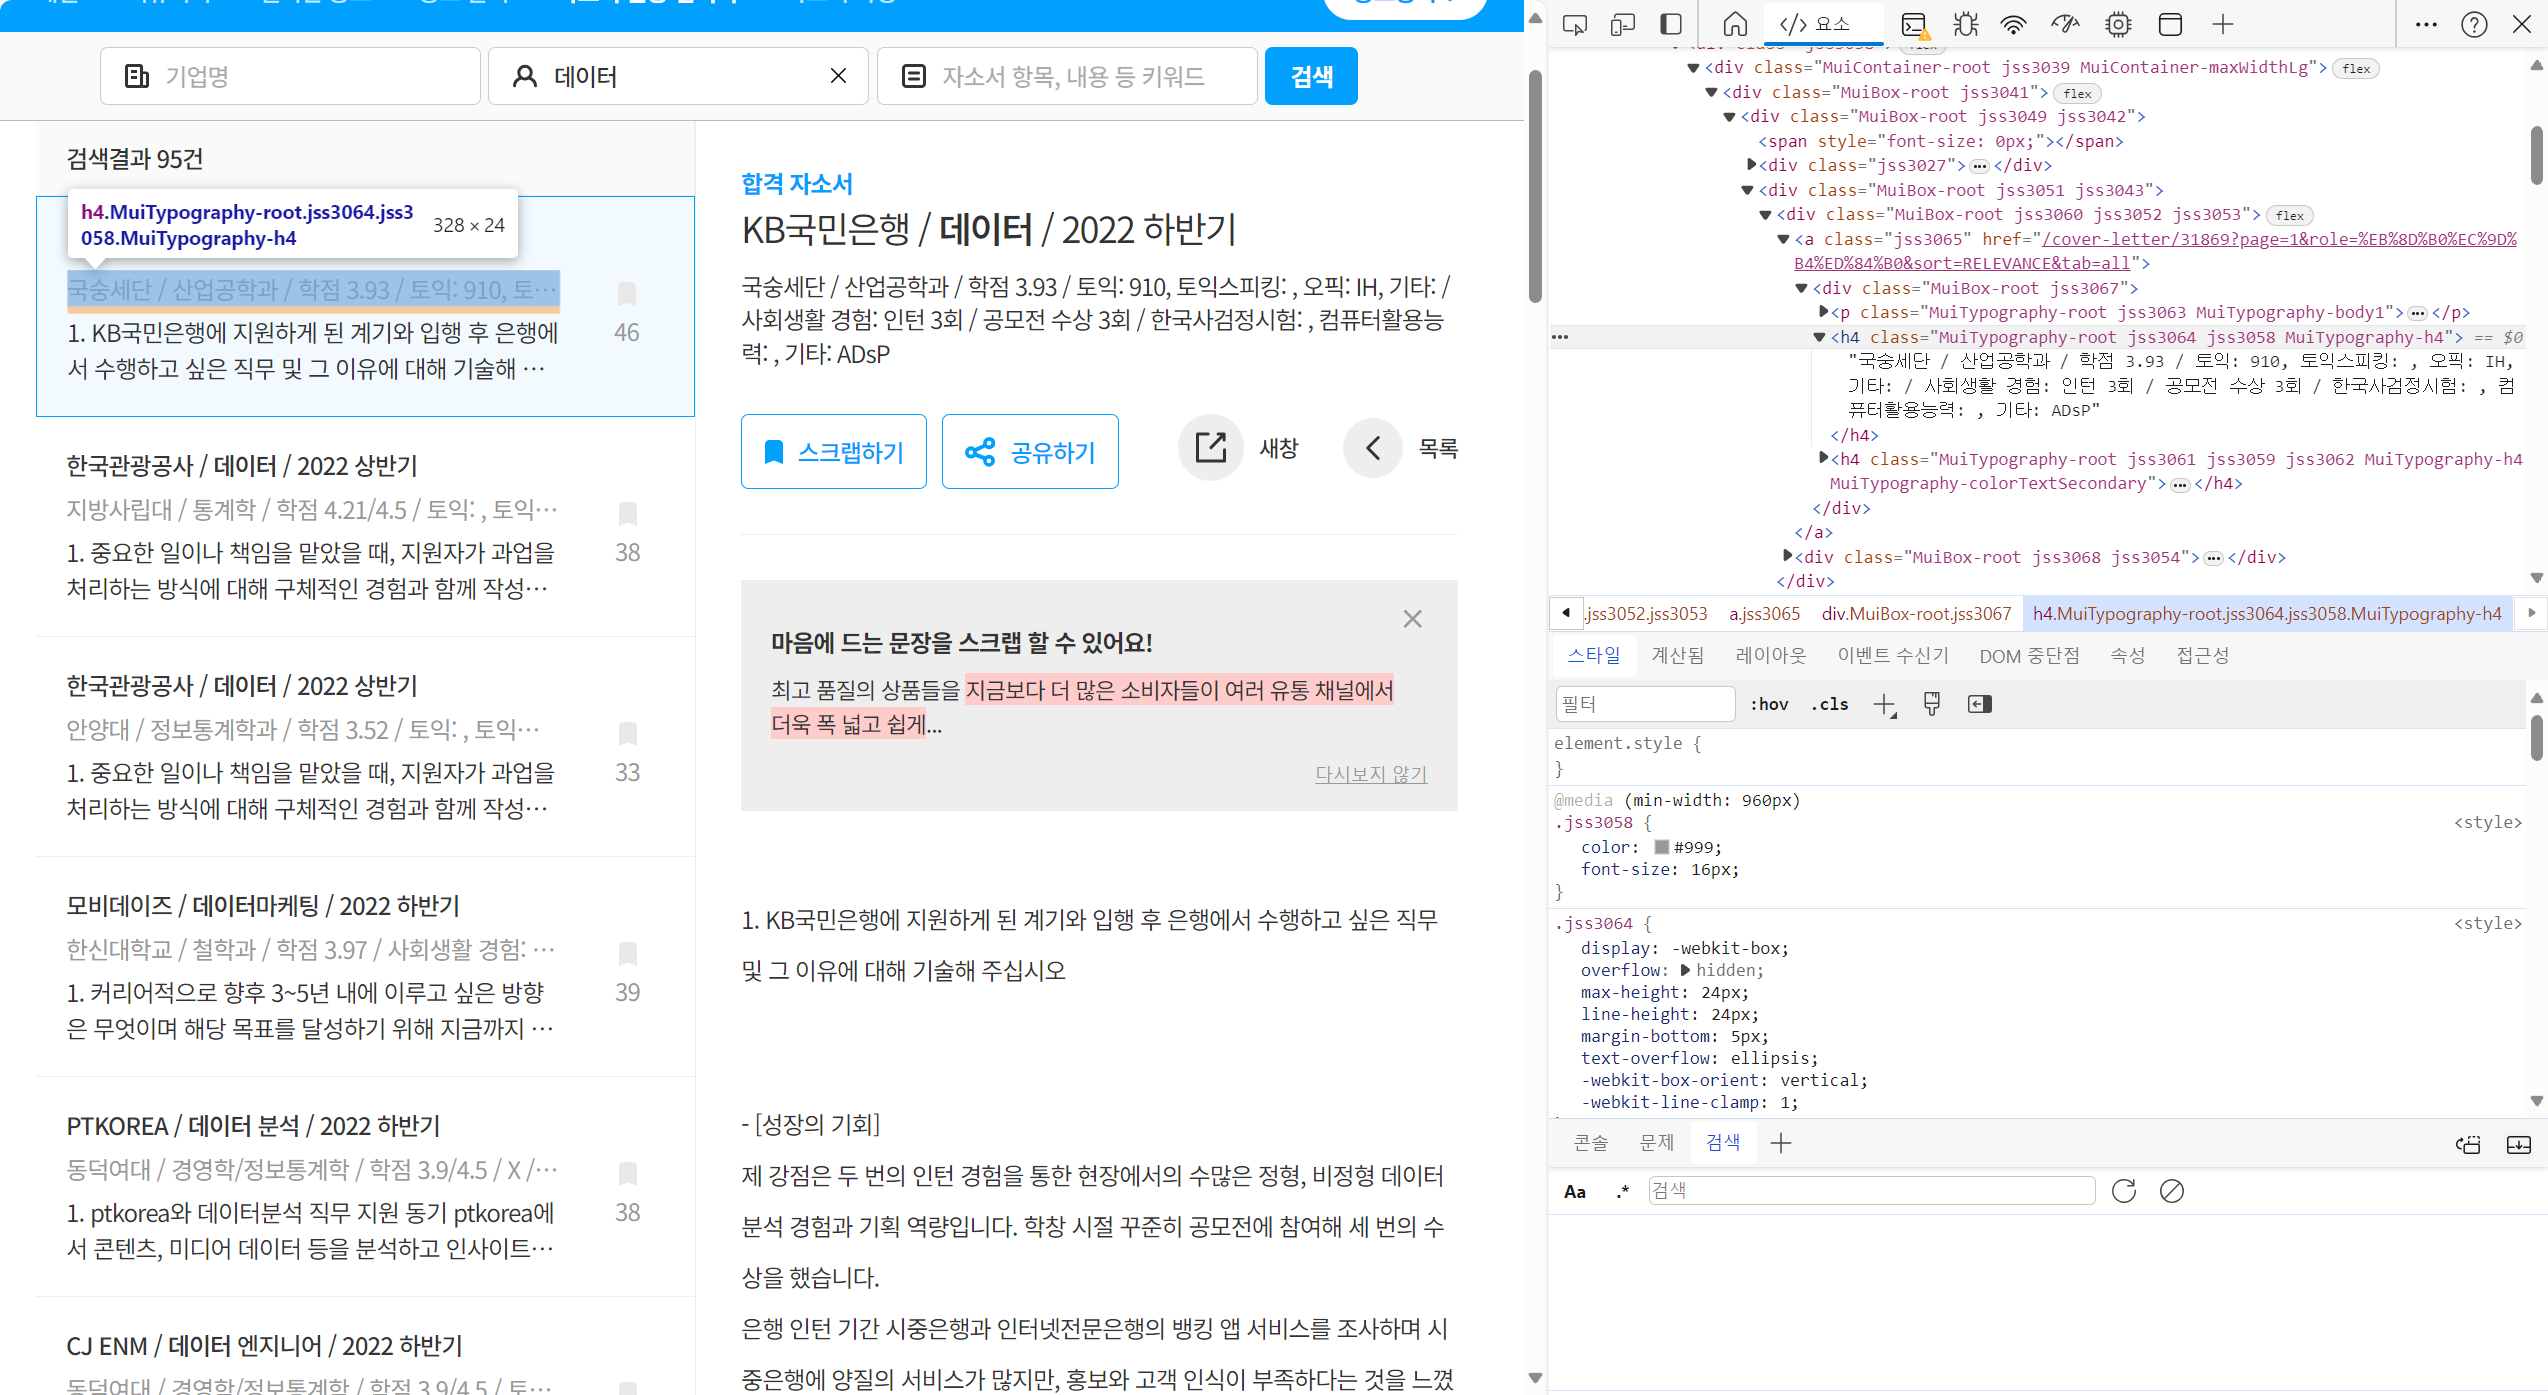 기업명
데이터
자소서 항목, 내용 등 키워드
검색
검색결과 95건
h4.MuiTypography-root.jss3064.jss3
058.MuiTypography-h4
328 × 24
국숭세단 / 산업공학과 / 학점 3.93 / 토익: 910, 토…
1. KB국민은행에 지원하게 된 계기와 입행 후 은행에
서 수행하고 싶은 직무 및 그 이유에 대해 기술해 …
46
한국관광공사 / 데이터 / 2022 상반기
지방사립대 / 통계학 / 학점 4.21/4.5 / 토익: , 토익…
1. 중요한 일이나 책임을 맡았을 때, 지원자가 과업을
처리하는 방식에 대해 구체적인 경험과 함께 작성…
38
한국관광공사 / 데이터 / 2022 상반기
안양대 / 정보통계학과 / 학점 3.52 / 토익: , 토익…
1. 중요한 일이나 책임을 맡았을 때, 지원자가 과업을
처리하는 방식에 대해 구체적인 경험과 함께 작성…
33
모비데이즈 / 데이터마케팅 / 2022 하반기
한신대학교 / 철학과 / 학점 3.97 / 사회생활 경험: …
1. 커리어적으로 향후 3~5년 내에 이루고 싶은 방향
은 무엇이며 해당 목표를 달성하기 위해 지금까지 …
39
PTKOREA / 데이터 분석 / 2022 하반기
동덕여대 / 경영학/정보통계학 / 학점 3.9/4.5 / X /…
1. ptkorea와 데이터분석 직무 지원 동기 ptkorea에
서 콘텐츠, 미디어 데이터 등을 분석하고 인사이트…
38
CJ ENM / 데이터 엔지니어 / 2022 하반기
동덕여대 / 경영학/정보통계학 / 학점 3.9/4.5 / 토…
합격 자소서
KB국민은행 / 데이터 / 2022 하반기
국숭세단 / 산업공학과 / 학점 3.93 / 토익: 910, 토익스피킹: , 오픽: IH, 기타: /
사회생활 경험: 인턴 3회 / 공모전 수상 3회 / 한국사검정시험: , 컴퓨터활용능
력: , 기타: ADsP
스크랩하기
공유하기
새창
목록
마음에 드는 문장을 스크랩 할 수 있어요!
최고 품질의 상품들을 지금보다 더 많은 소비자들이 여러 유통 채널에서
더욱 폭 넓고 쉽게...
다시보지 않기
1. KB국민은행에 지원하게 된 계기와 입행 후 은행에서 수행하고 싶은 직무
및 그 이유에 대해 기술해 주십시오
- [성장의 기회]
제 강점은 두 번의 인턴 경험을 통한 현장에서의 수많은 정형, 비정형 데이터
분석 경험과 기획 역량입니다. 학창 시절 꾸준히 공모전에 참여해 세 번의 수
상을 했습니다.
은행 인턴 기간 시중은행과 인터넷전문은행의 뱅킹 앱 서비스를 조사하며 시
중은행에 양질의 서비스가 많지만, 홍보와 고객 인식이 부족하다는 것을 느꼈
</> 요소
<div class="MuiContainer-root jss3039 MuiContainer-maxWidthLg"> flex
<div class="MuiBox-root jss3041"> flex
<div class="MuiBox-root jss3049 jss3042">
<span style="font-size: 0px;"></span>
<div class="jss3027"> … </div>
<div class="MuiBox-root jss3051 jss3043">
<div class="MuiBox-root jss3060 jss3052 jss3053"> flex
<a class="jss3065" href="/cover-letter/31869?page=1&role=%EB%8D%B0%EC%9D%
B4%ED%84%B0&sort=RELEVANCE&tab=all">
<div class="MuiBox-root jss3067">
<p class="MuiTypography-root jss3063 MuiTypography-body1"> … </p>
… <h4 class="MuiTypography-root jss3064 jss3058 MuiTypography-h4"> == $0
"국숭세단 / 산업공학과 / 학점 3.93 / 토익: 910, 토익스피킹: , 오픽: IH,
기타: / 사회생활 경험: 인턴 3회 / 공모전 수상 3회 / 한국사검정시험: , 컴
퓨터활용능력: , 기타: ADsP"
</h4>
<h4 class="MuiTypography-root jss3061 jss3059 jss3062 MuiTypography-h4
MuiTypography-colorTextSecondary"> … </h4>
</div>
</a>
<div class="MuiBox-root jss3068 jss3054"> … </div>
</div>
.jss3052.jss3053 a.jss3065 div.MuiBox-root.jss3067 h4.MuiTypography-root.jss3064.jss3058.MuiTypography-h4
스타일 계산됨 레이아웃 이벤트 수신기 DOM 중단점 속성 접근성
필터 :hov .cls
element.style {
}
@media (min-width: 960px)
.jss3058 { <style>
color: #999;
font-size: 16px;
}
.jss3064 { <style>
display: -webkit-box;
overflow: hidden;
max-height: 24px;
line-height: 24px;
margin-bottom: 5px;
text-overflow: ellipsis;
-webkit-box-orient: vertical;
-webkit-line-clamp: 1;
콘솔 문제 검색
Aa .* 검색